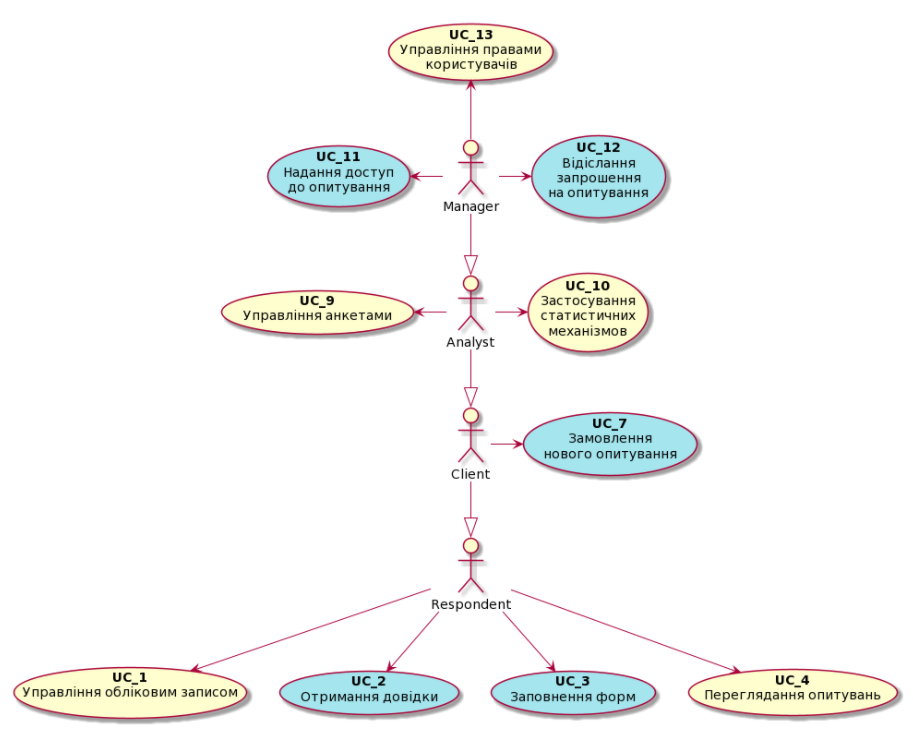 UC_13
Управління правами
користувачів
UC_11
Надання доступ
до опитування
Manager
UC_12
Відіслання
запрошення
на опитування
UC_9
Управління анкетами
Analyst
UC_10
Застосування
статистичних
механізмов
Client
UC_7
Замовлення
нового опитування
Respondent
UC_1
Управління обліковим записом
UC_2
Отримання довідки
UC_3
Заповнення форм
UC_4
Переглядання опитувань